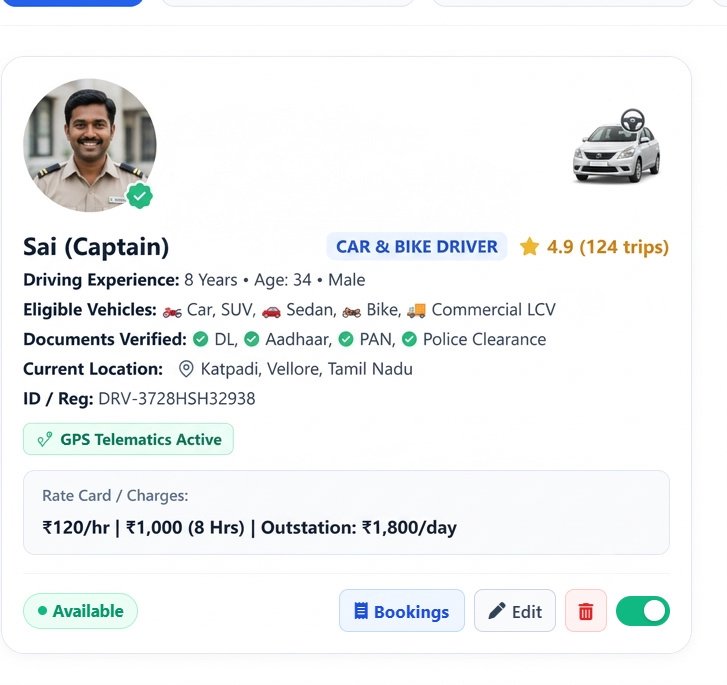 Sai (Captain)
CAR & BIKE DRIVER
4.9 (124 trips)
Driving Experience: 8 Years • Age: 34 • Male
Eligible Vehicles: Car, SUV, Sedan, Bike, Commercial LCV
Documents Verified: DL, Aadhaar, PAN, Police Clearance
Current Location: Katpadi, Vellore, Tamil Nadu
ID / Reg: DRV-3728HSH32938
GPS Telematics Active
Rate Card / Charges:
₹120/hr | ₹1,000 (8 Hrs) | Outstation: ₹1,800/day
Available
Bookings
Edit